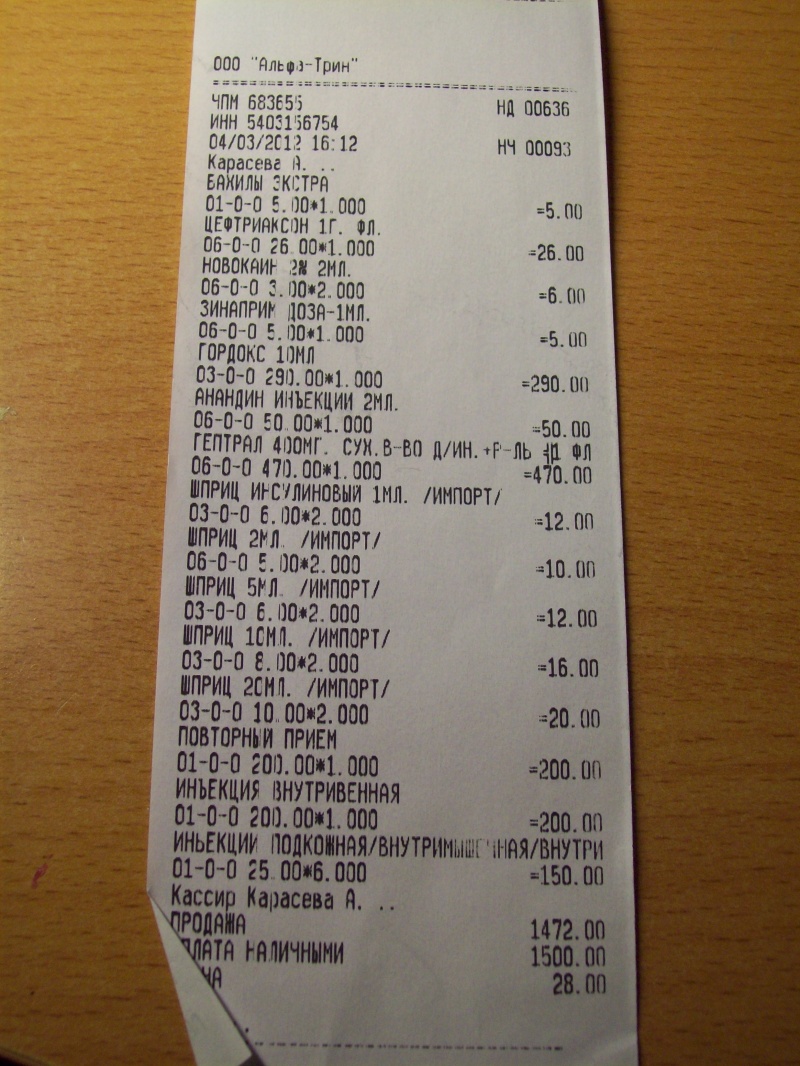 ООО "Альфа-Трин"
ЧПМ 683655 НД 00636
ИНН 5403156754
04/03/2012 16:12 НЧ 00093
Карасева А. ..
БАХИЛЫ ЭКСТРА
01-0-0 5.00*1.000 =5.00
ЦЕФТРИАКСОН 1Г. ФЛ.
06-0-0 26.00*1.000 =26.00
НОВОКАИН 2% 2МЛ.
06-0-0 3.00*2.000 =6.00
ЗИНАПРИМ ДОЗА-1МЛ.
06-0-0 5.00*1.000 =5.00
ГОРДОКС 10МЛ
03-0-0 290.00*1.000 =290.00
АНАНДИН ИНЪЕКЦИИ 2МЛ.
06-0-0 50.00*1.000 =50.00
ГЕПТРАЛ 400МГ. СУХ.В-ВО Д/ИН.+Р-ЛЬ 1 ФЛ
06-0-0 470.00*1.000 =470.00
ШПРИЦ ИНСУЛИНОВЫЙ 1МЛ. /ИМПОРТ/
03-0-0 6.00*2.000 =12.00
ШПРИЦ 2МЛ. /ИМПОРТ/
06-0-0 5.00*2.000 =10.00
ШПРИЦ 5МЛ. /ИМПОРТ/
03-0-0 6.00*2.000 =12.00
ШПРИЦ 10МЛ. /ИМПОРТ/
03-0-0 8.00*2.000 =16.00
ШПРИЦ 20МЛ. /ИМПОРТ/
03-0-0 10.00*2.000 =20.00
ПОВТОРНЫЙ ПРИЕМ
01-0-0 200.00*1.000 =200.00
ИНЪЕКЦИЯ ВНУТРИВЕННАЯ
01-0-0 200.00*1.000 =200.00
ИНЬЕКЦИИ ПОДКОЖНАЯ/ВНУТРИМЫШЕЧНАЯ/ВНУТРИ
01-0-0 25.00*6.000 =150.00
Кассир Карасева А. ..
ПРОДАЖА 1472.00
НАЛИЧНЫМИ 1500.00
28.00